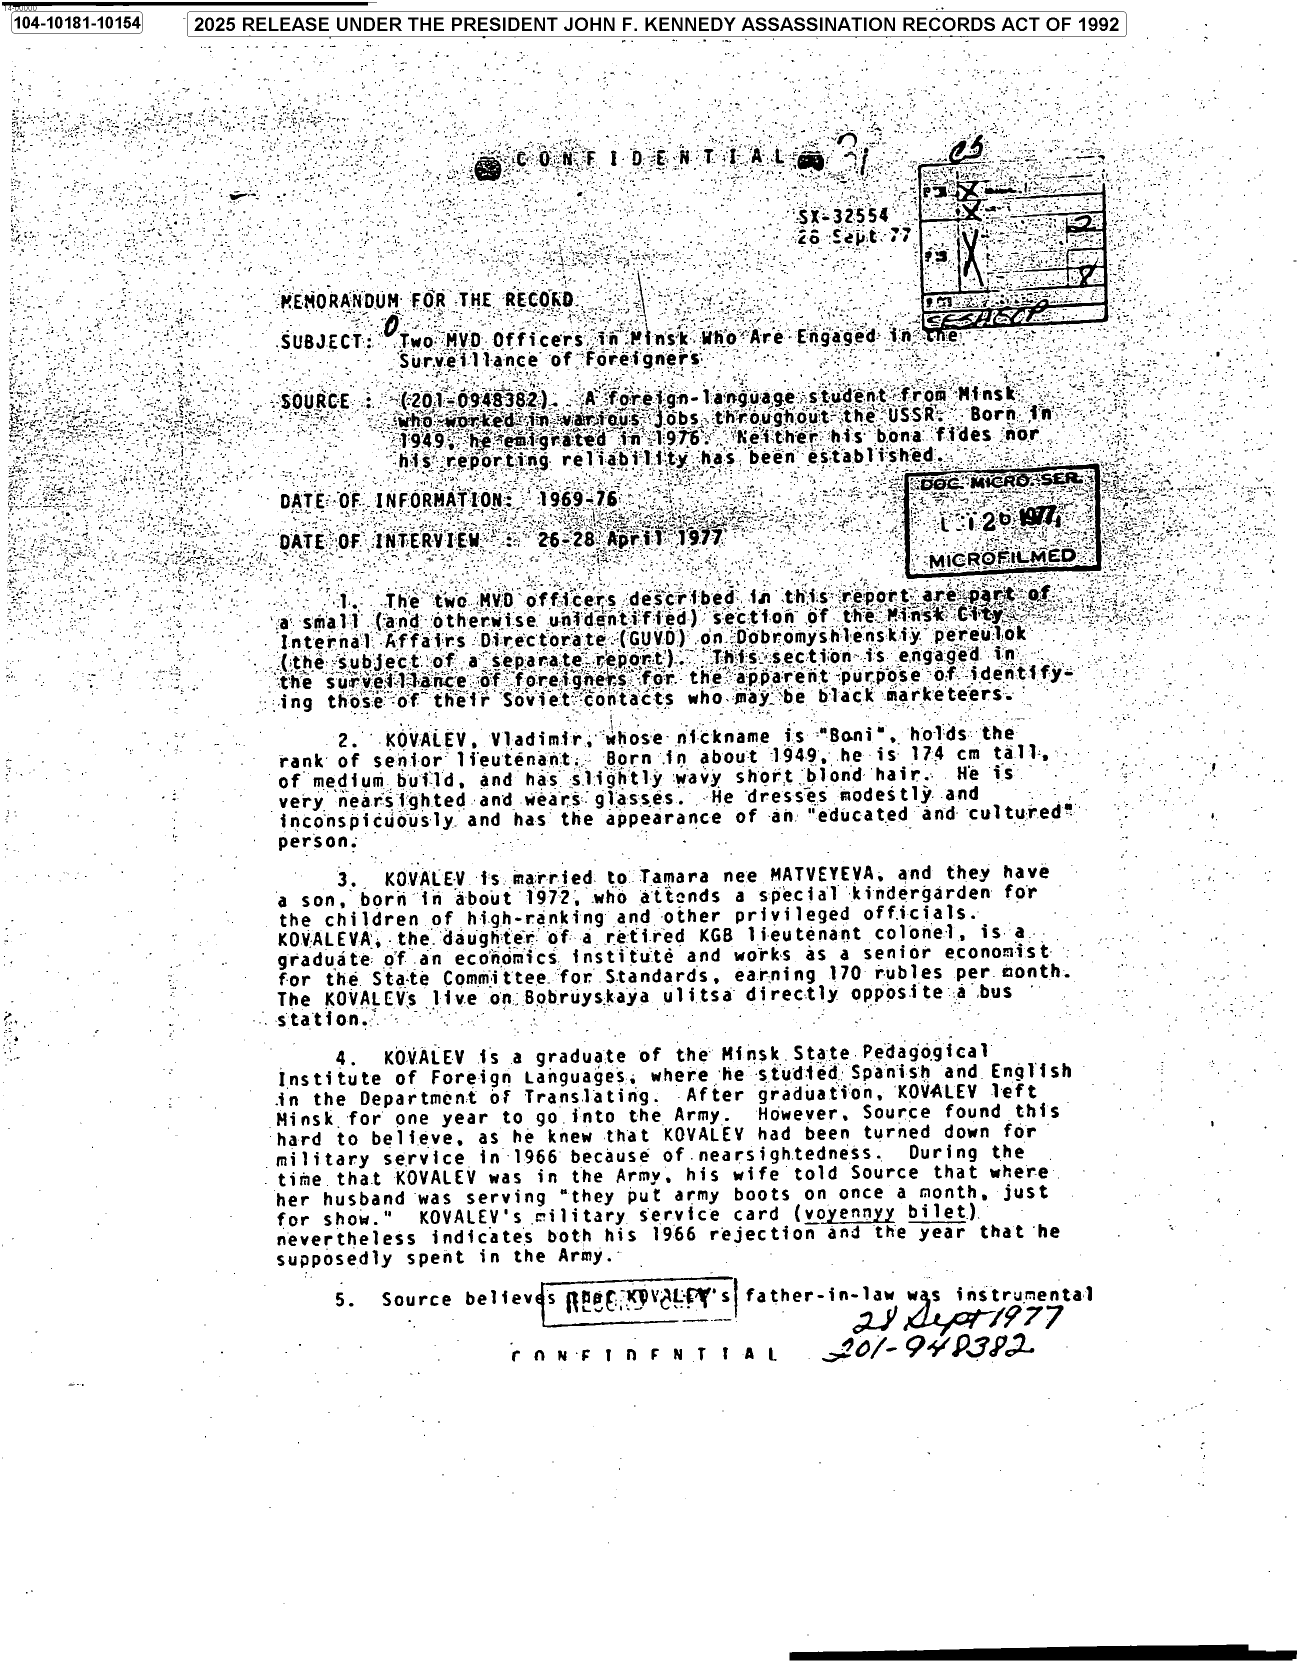 14-00000
104-10181-10154
2025 RELEASE UNDER THE PRESIDENT JOHN F. KENNEDY ASSASSINATION RECORDS ACT OF 1992
C O N F I D E N T I A L
SX-32554
26 Sept 77
2
8
MEMORANDUM FOR THE RECORD
SUBJECT: Two MVD Officers in Minsk Who Are Engaged in the
Surveillance of Foreigners
SOURCE : (201-0948382). A foreign-language student from Minsk
who worked in various jobs throughout the USSR. Born in
1949, he emigrated in 1976. Neither his bona fides nor
his reporting reliability has been established.
DOC. MICRO. SER.
1977
MICROFILMED
DATE OF INFORMATION: 1969-76
DATE OF INTERVIEW : 26-28 April 1977
1. The two MVD officers described in this report are part of
a small (and otherwise unidentified) section of the Minsk City
Internal Affairs Directorate (GUVD) on Dobromyshlenskiy pereulok
(the subject of a separate report). This section is engaged in
the surveillance of foreigners for the apparent purpose of identify-
ing those of their Soviet contacts who may be black marketeers.
2. KOVALEV, Vladimir, whose nickname is "Boni", holds the
rank of senior lieutenant. Born in about 1949, he is 174 cm tall,
of medium build, and has slightly wavy short blond hair. He is
very nearsighted and wears glasses. He dresses modestly and
inconspicuously and has the appearance of an "educated and cultured"
person.
3. KOVALEV is married to Tamara nee MATVEYEVA, and they have
a son, born in about 1972, who attends a special kindergarden for
the children of high-ranking and other privileged officials.
KOVALEVA, the daughter of a retired KGB lieutenant colonel, is a
graduate of an economics institute and works as a senior economist
for the State Committee for Standards, earning 170 rubles per month.
The KOVALEVs live on Bobruyskaya ulitsa directly opposite a bus
station.
4. KOVALEV is a graduate of the Minsk State Pedagogical
Institute of Foreign Languages, where he studied Spanish and English
in the Department of Translating. After graduation, KOVALEV left
Minsk for one year to go into the Army. However, Source found this
hard to believe, as he knew that KOVALEV had been turned down for
military service in 1966 because of nearsightedness. During the
time that KOVALEV was in the Army, his wife told Source that where
her husband was serving "they put army boots on once a month, just
for show." KOVALEV's military service card (voyennyy bilet)
nevertheless indicates both his 1966 rejection and the year that he
supposedly spent in the Army.
5. Source believes that KOVALEV's father-in-law was instrumental
RECORD COPY
28 Sept 1977
C O N F I D E N T I A L 201-948382